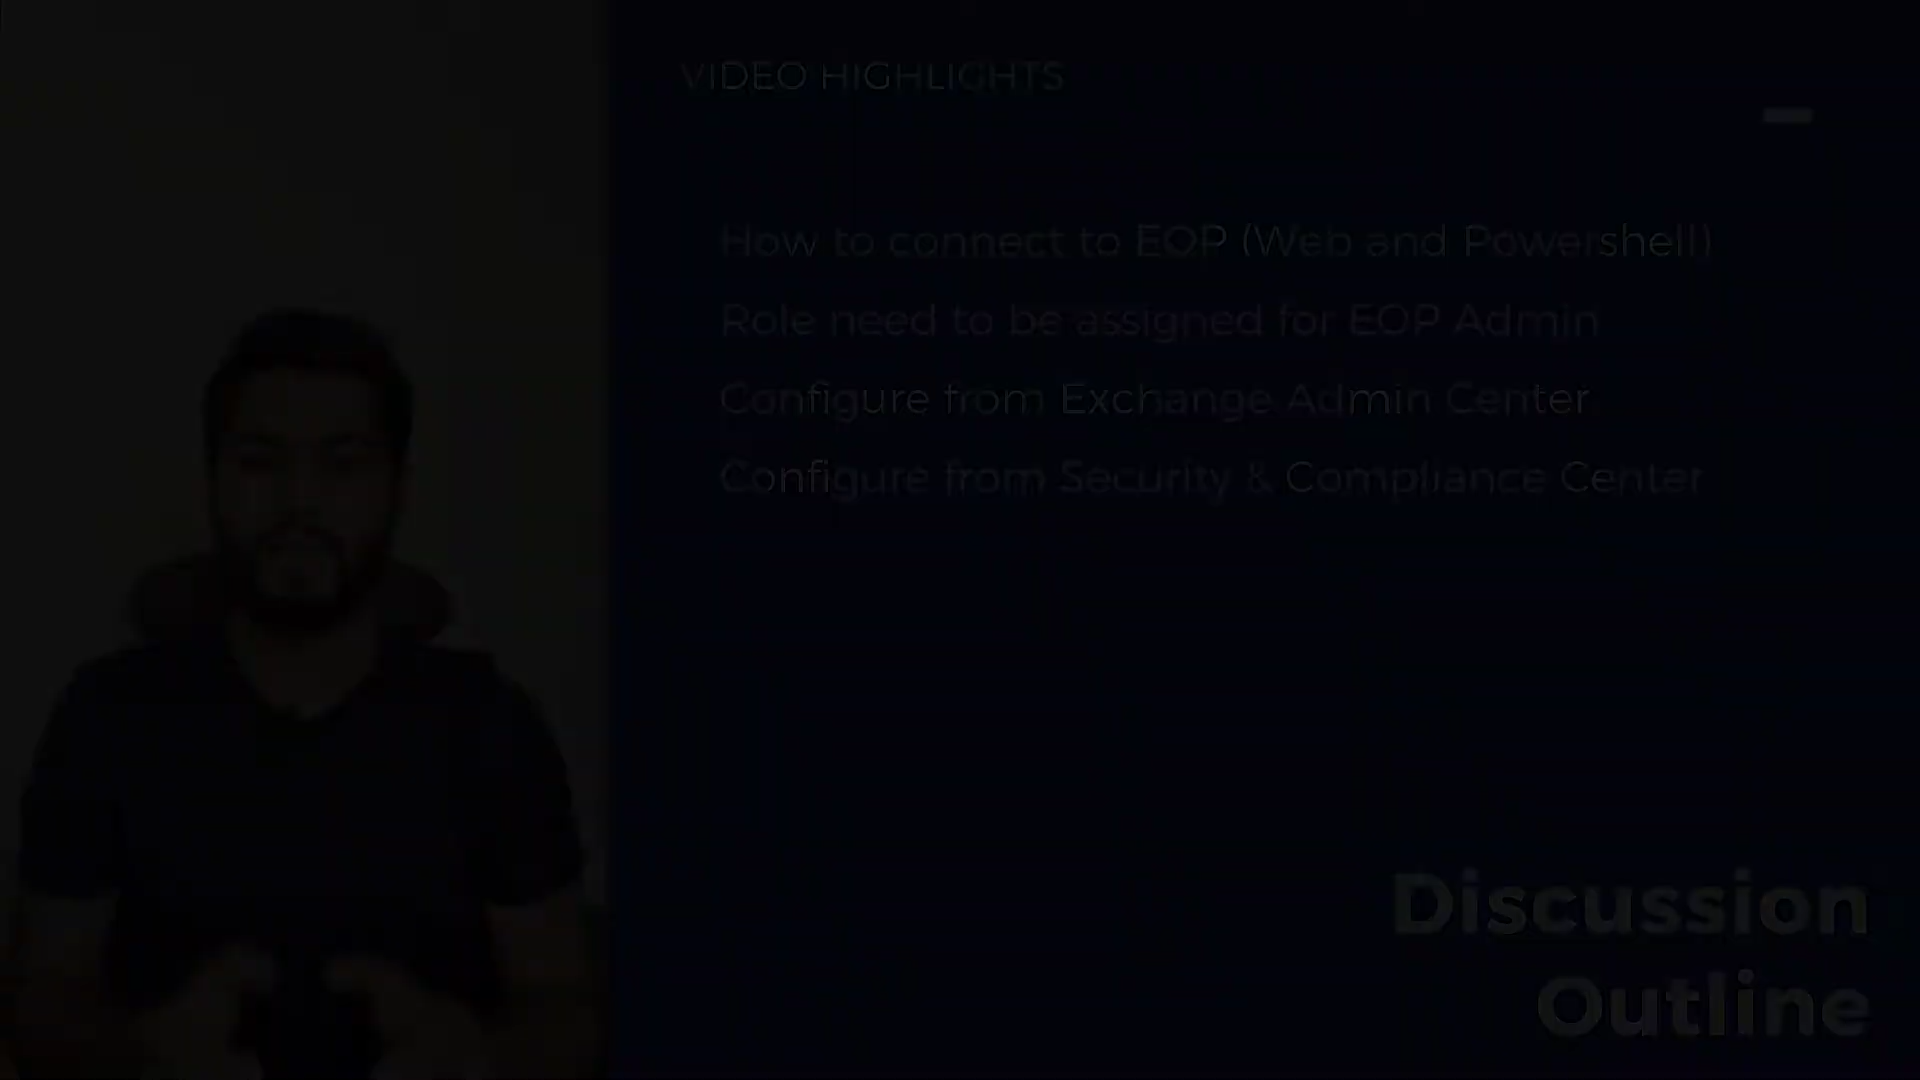 VIDEO HIGHLIGHTS
How to connect to EOP (Web and Powershell)
Role need to be assigned for EOP Admin
Configure from Exchange Admin Center
Configure from Security & Compliance Center
Discussion
Outline